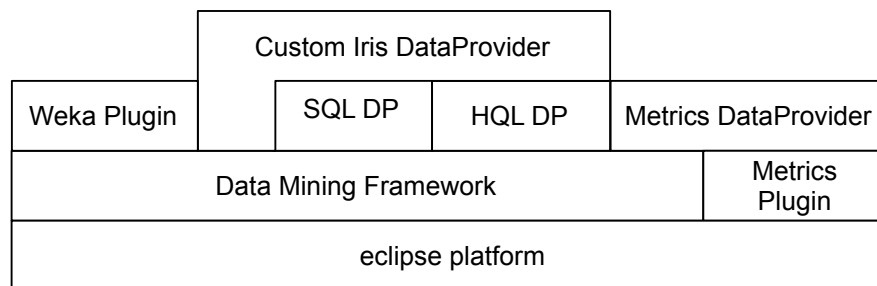 Custom Iris DataProvider
Weka Plugin
SQL DP
HQL DP
Metrics DataProvider
Data Mining Framework
Metrics
Plugin
eclipse platform